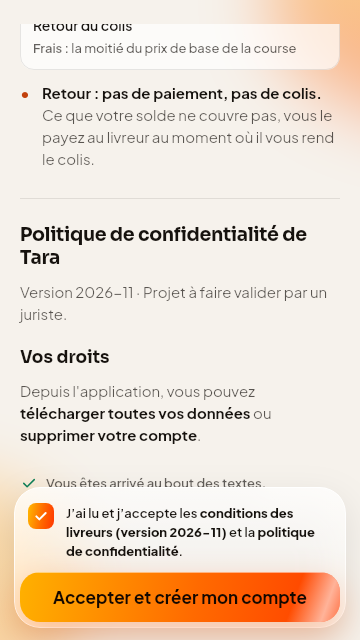 Retour du colis
Frais : la moitié du prix de base de la course
Retour : pas de paiement, pas de colis.
Ce que votre solde ne couvre pas, vous le
payez au livreur au moment où il vous rend
le colis.
Politique de confidentialité de
Tara
Version 2026–11 · Projet à faire valider par un
juriste.
Vos droits
Depuis l'application, vous pouvez
télécharger toutes vos données ou
supprimer votre compte.
Vous êtes arrivé au bout des textes.
J'ai lu et j'accepte les conditions des
livreurs (version 2026–11) et la politique
de confidentialité.
Accepter et créer mon compte